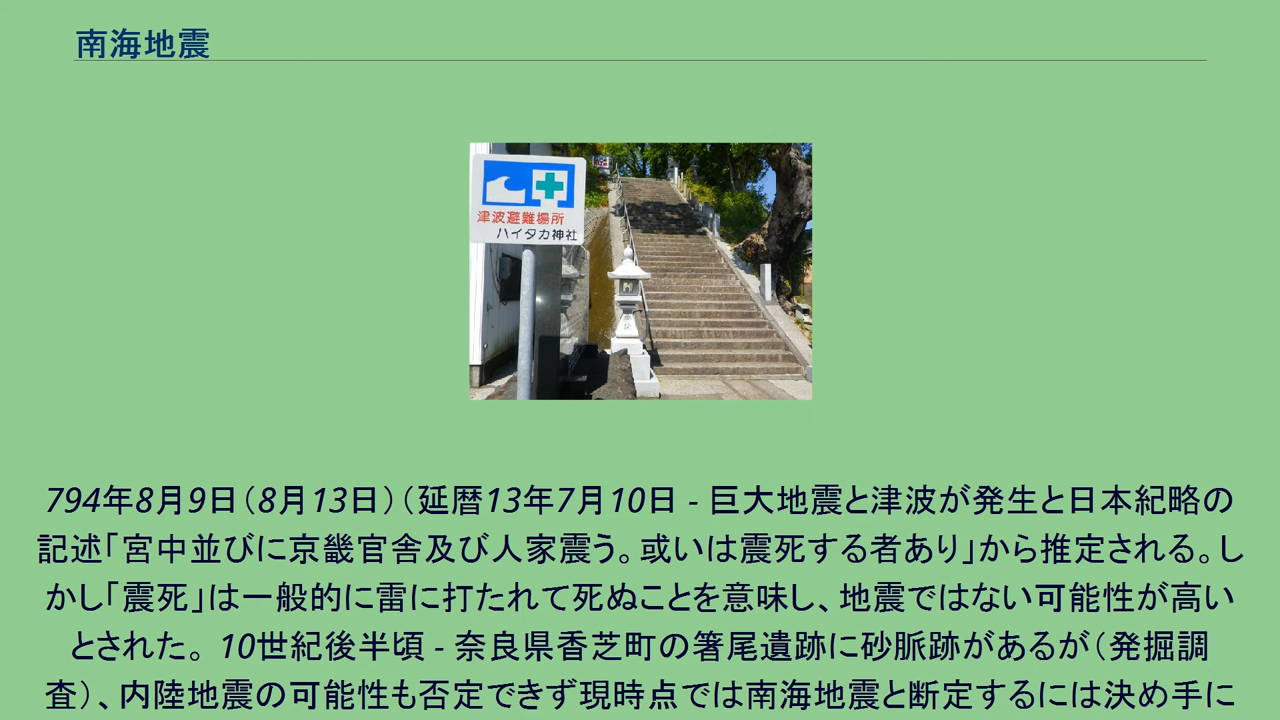 南海地震
津波避難場所
ハイタカ神社
794年8月9日（8月13日）（延暦13年7月10日 - 巨大地震と津波が発生と日本紀略の
記述「宮中並びに京畿官舎及び人家震う。或いは震死する者あり」から推定される。し
かし「震死」は一般的に雷に打たれて死ぬことを意味し、地震ではない可能性が高い
とされた。 10世紀後半頃 - 奈良県香芝町の箸尾遺跡に砂脈跡があるが（発掘調
査）、内陸地震の可能性も否定できず現時点では南海地震と断定するには決め手に